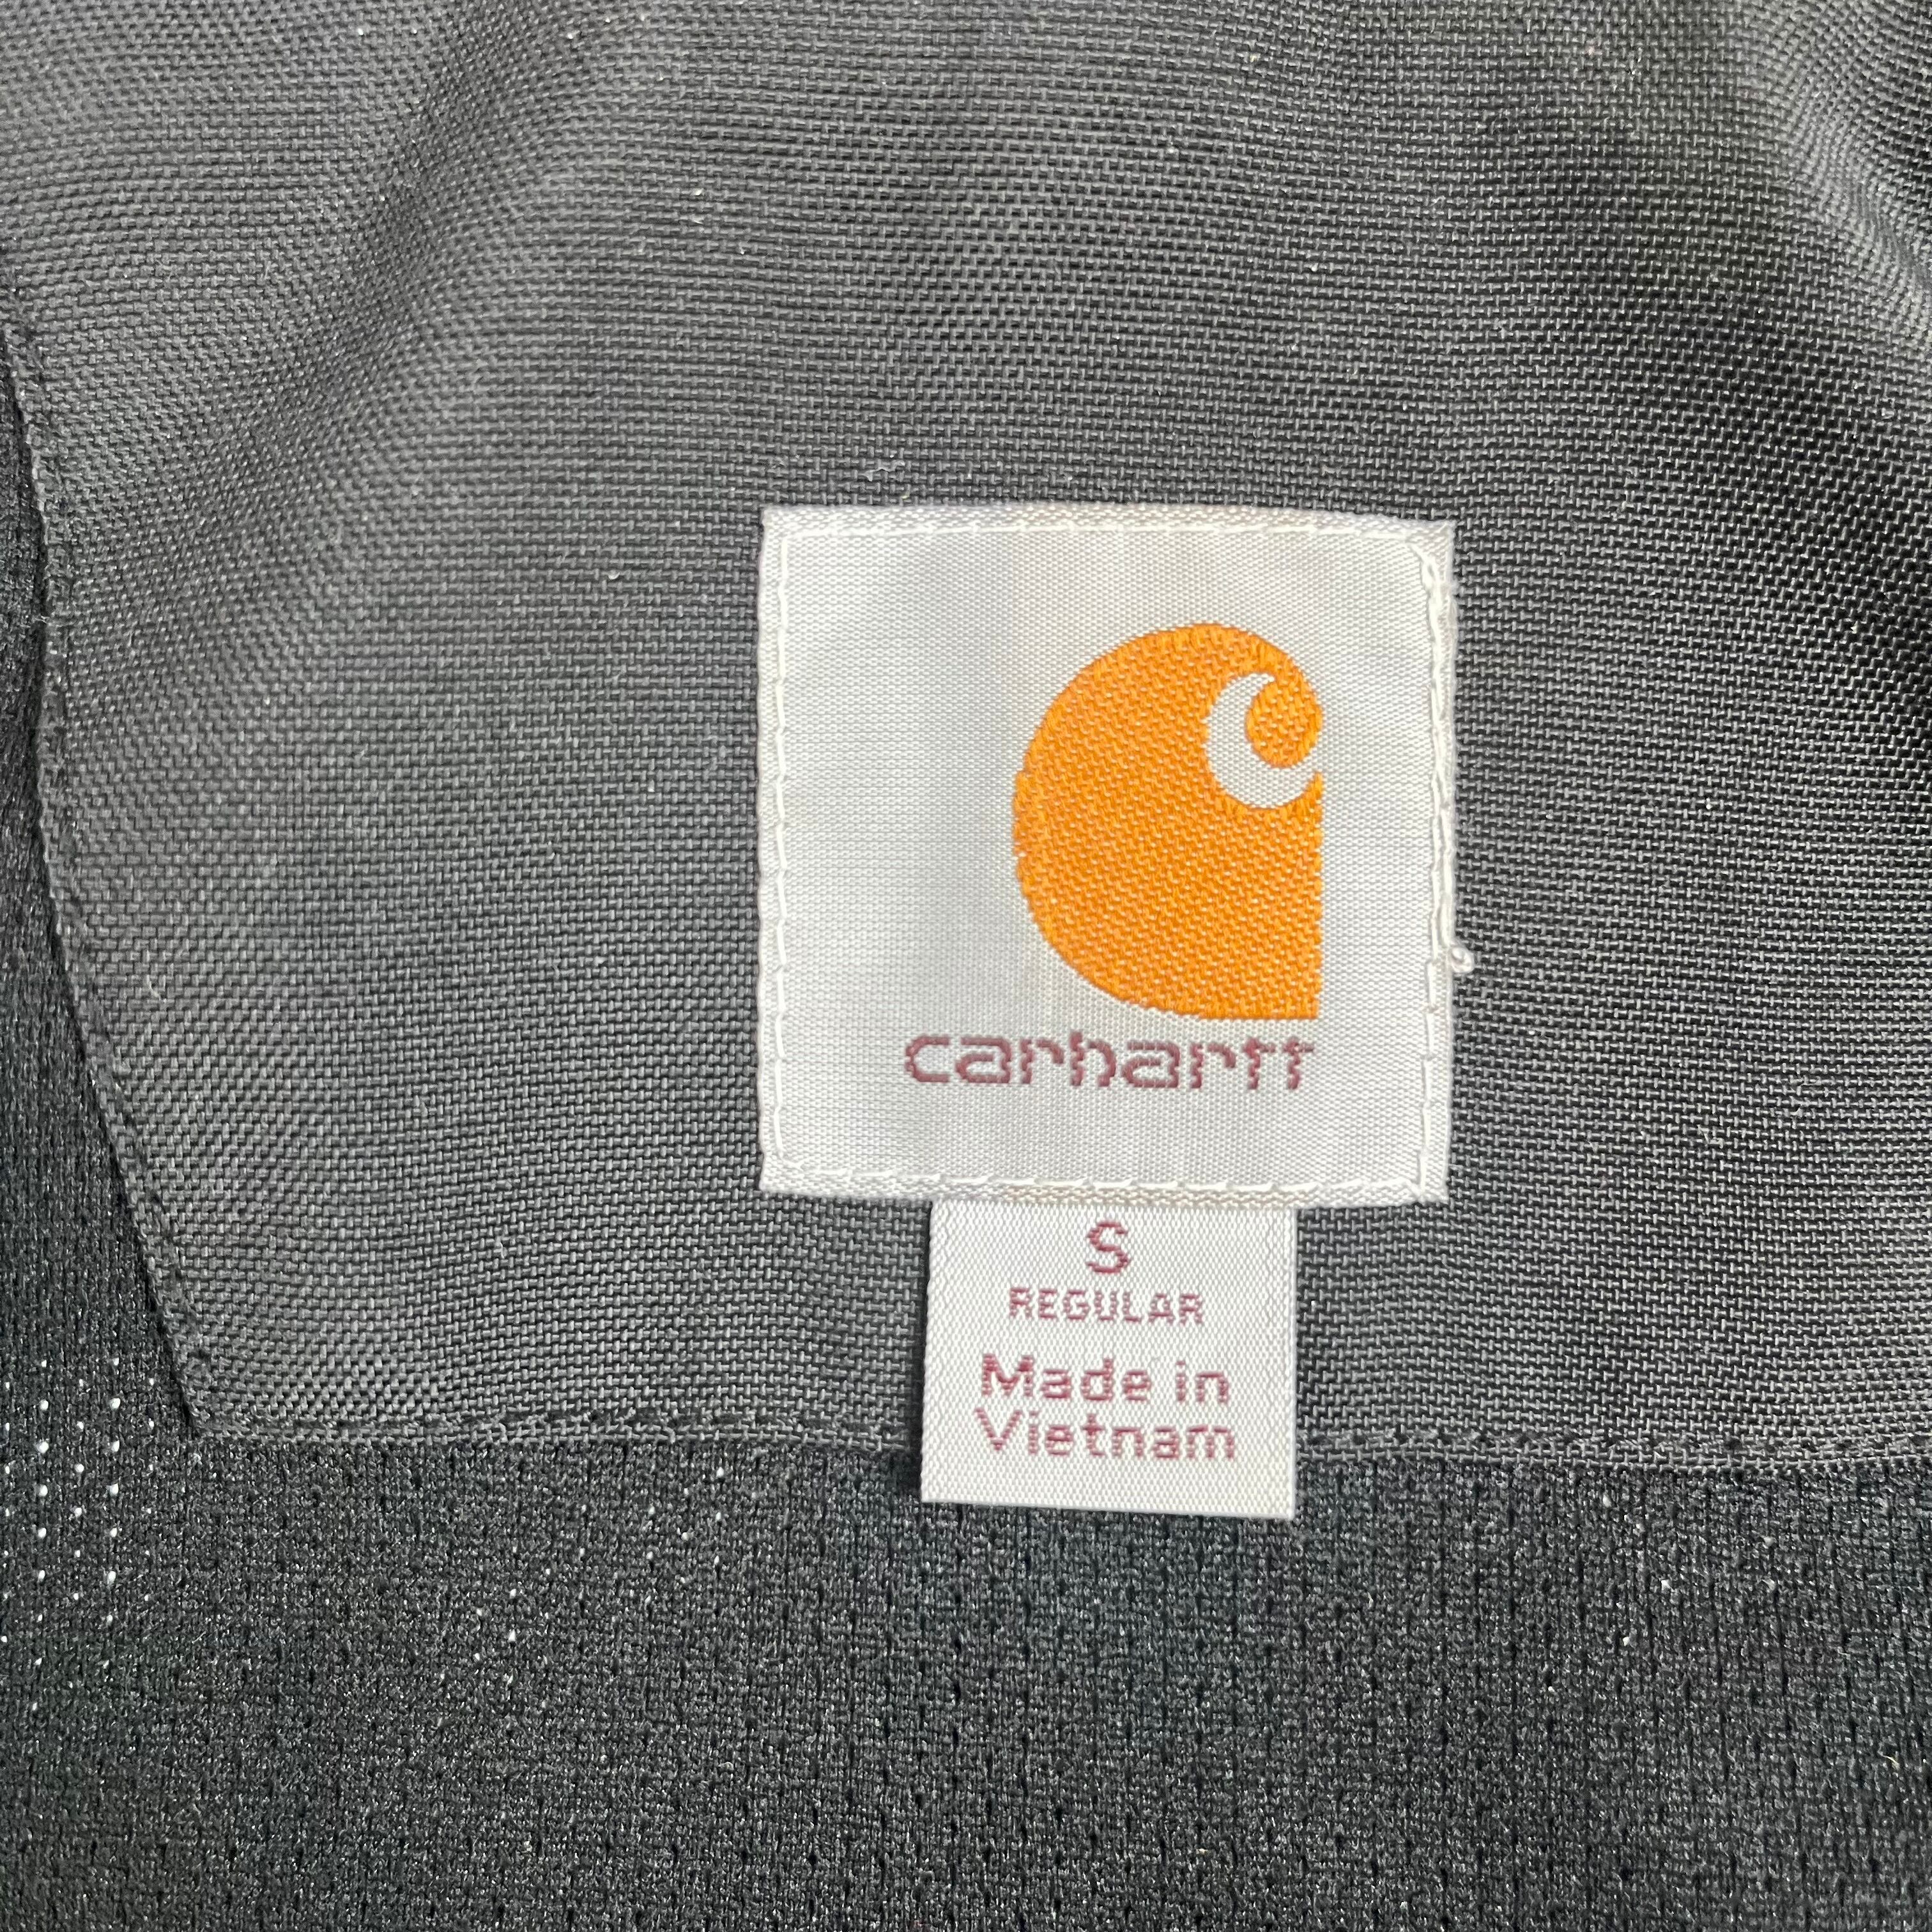 carhartt
S
REGULAR
Made in
Vietnam